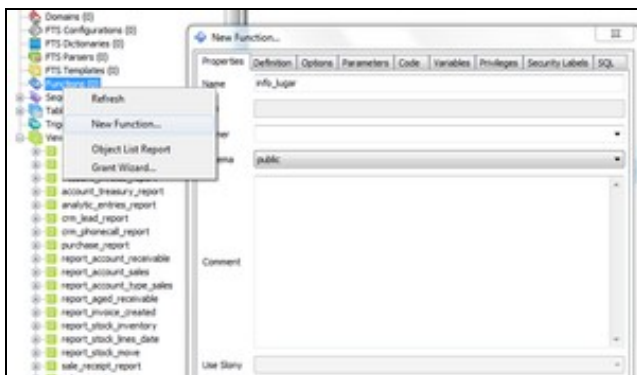 Domains (0)
FTS Configurations (0)
FTS Dictionaries (0)
FTS Parsers (0)
FTS Templates (0)
Functions (0)
Refresh
New Function...
Object List Report
Grant Wizard...
account_treasury_report
analytic_entries_report
crm_lead_report
crm_phonecall_report
purchase_report
report_account_receivable
report_account_sales
report_account_type_sales
report_aged_receivable
report_invoice_created
report_stock_inventory
report_stock_lines_date
report_stock_move
sale_receipt_report
New Function...
Properties Definition Options Parameters Code Variables Privileges Security Labels SQL
Name info_lugar
public
Comment
Use Slony